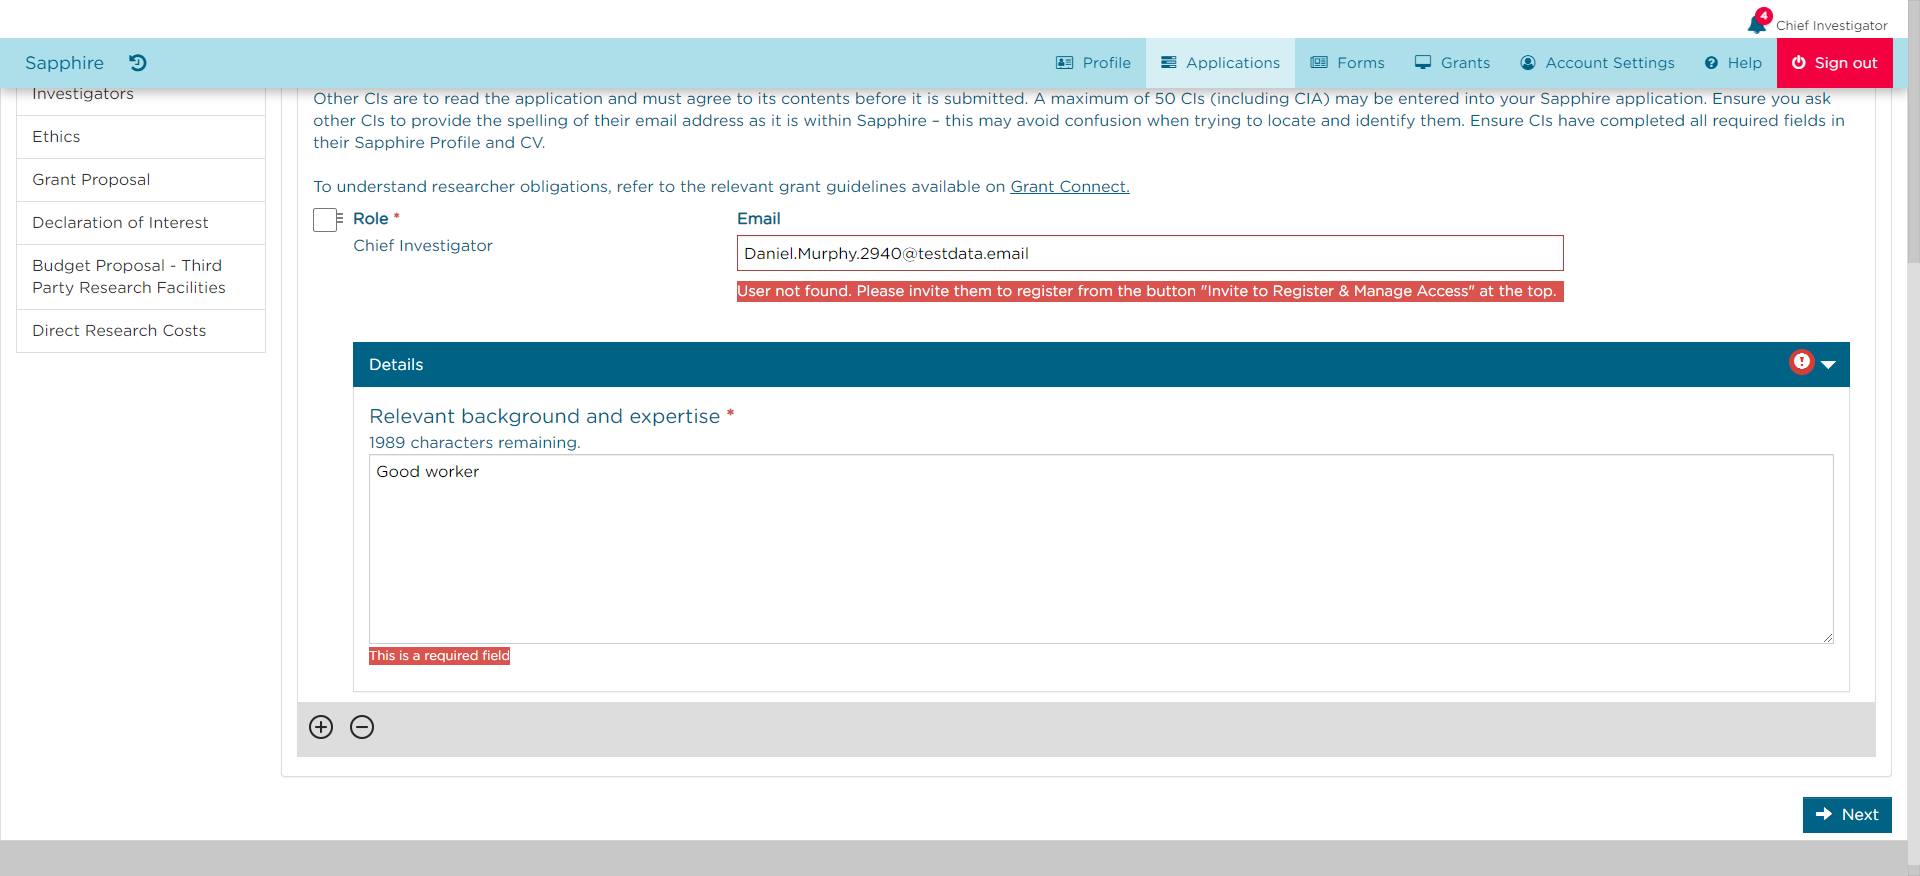 4
Chief Investigator
Sapphire
Profile
Applications
Forms
Grants
Account Settings
Help
Sign out
Investigators
Ethics
Grant Proposal
Declaration of Interest
Budget Proposal - Third
Party Research Facilities
Direct Research Costs
Other CIs are to read the application and must agree to its contents before it is submitted. A maximum of 50 CIs (including CIA) may be entered into your Sapphire application. Ensure you ask
other CIs to provide the spelling of their email address as it is within Sapphire – this may avoid confusion when trying to locate and identify them. Ensure CIs have completed all required fields in
their Sapphire Profile and CV.
To understand researcher obligations, refer to the relevant grant guidelines available on Grant Connect.
Role *
Chief Investigator
Email
Daniel.Murphy.2940@testdata.email
User not found. Please invite them to register from the button "Invite to Register & Manage Access" at the top.
Details
Relevant background and expertise *
1989 characters remaining.
Good worker
This is a required field
Next